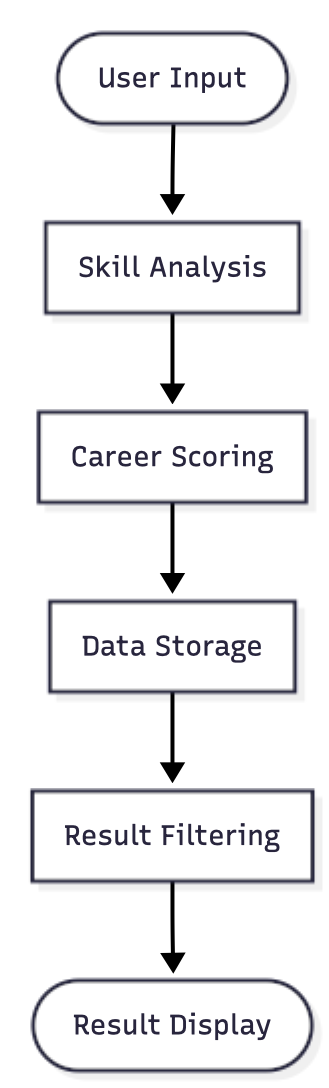 User Input
Skill Analysis
Career Scoring
Data Storage
Result Filtering
Result Display